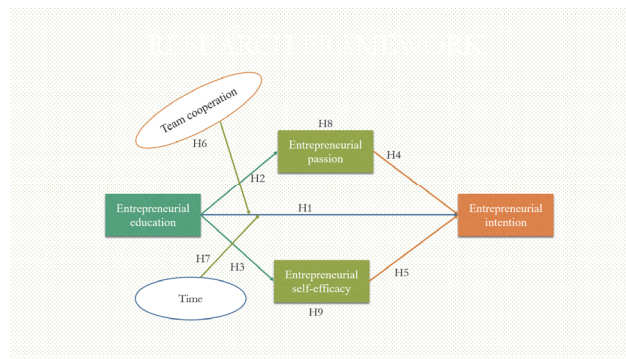 RESEARCH FRAMEWORK
Team cooperation
H6
H8
Entrepreneurial
passion
H4
H2
Entrepreneurial
education
H1
Entrepreneurial
intention
H7
H3
Entrepreneurial
self-efficacy
H5
Time
H9